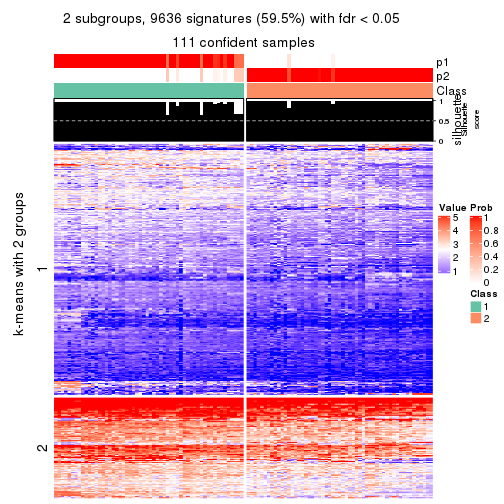 2 subgroups, 9636 signatures (59.5%) with fdr < 0.05
111 confident samples
p1
p2
Class
1
0.5
0
silhouette
Silhouette
score
k-means with 2 groups
1
2
Value
5
4
3
2
1
Prob
1
0.8
0.6
0.4
0.2
0
Class
1
2